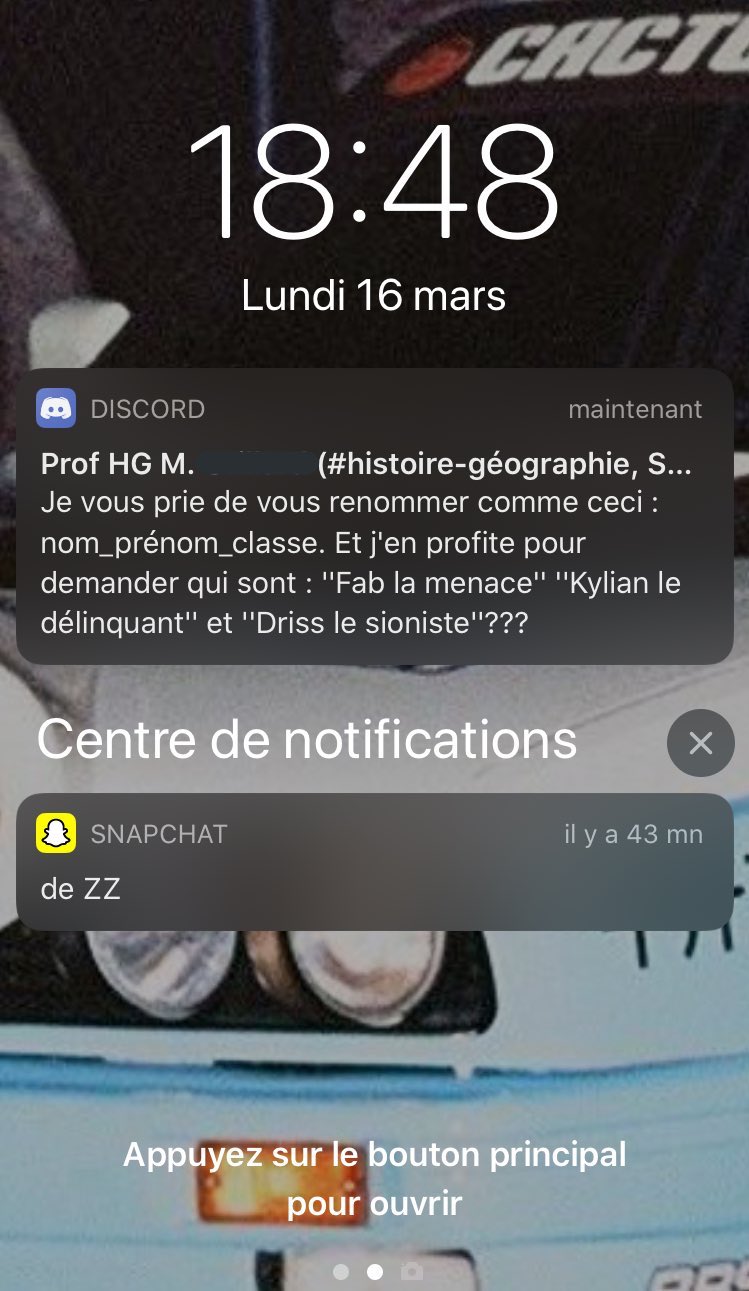 18:48
Lundi 16 mars
DISCORD
maintenant
Prof HG M. (#histoire-géographie, S...
Je vous prie de vous renommer comme ceci :
nom_prénom_classe. Et j'en profite pour
demander qui sont : ''Fab la menace'' ''Kylian le
délinquant'' et ''Driss le sioniste''???
Centre de notifications
SNAPCHAT
il y a 43 mn
de ZZ
Appuyez sur le bouton principal
pour ouvrir